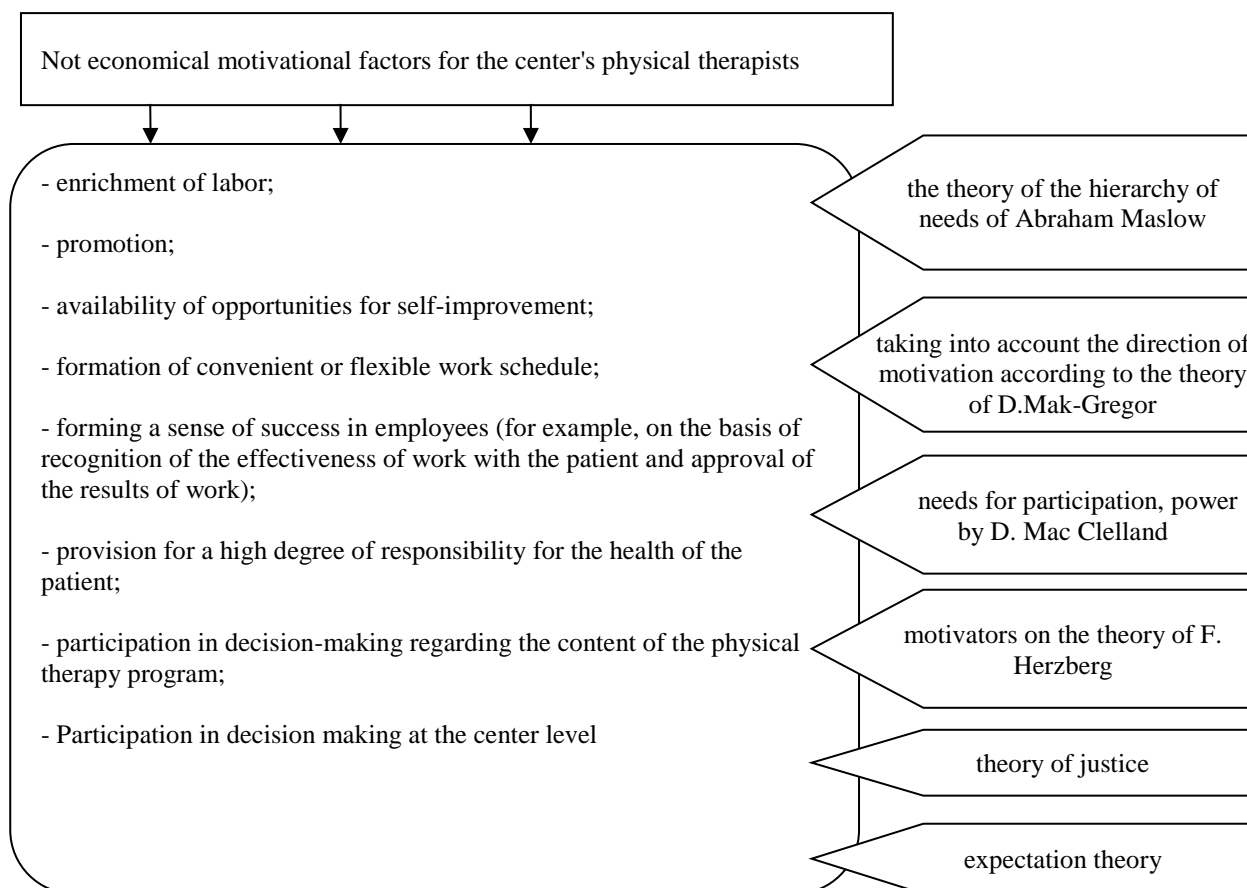 Not economical motivational factors for the center's physical therapists
- enrichment of labor;
- promotion;
- availability of opportunities for self-improvement;
- formation of convenient or flexible work schedule;
- forming a sense of success in employees (for example, on the basis of
recognition of the effectiveness of work with the patient and approval of
the results of work);
- provision for a high degree of responsibility for the health of the
patient;
- participation in decision-making regarding the content of the physical
therapy program;
- Participation in decision making at the center level
the theory of the hierarchy of
needs of Abraham Maslow
taking into account the direction of
motivation according to the theory
of D.Mak-Gregor
needs for participation, power
by D. Mac Clelland
motivators on the theory of F.
Herzberg
theory of justice
expectation theory